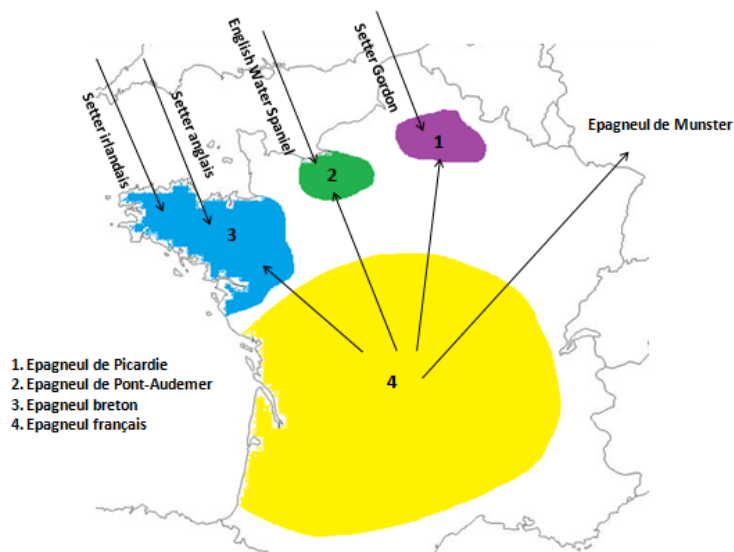 Setter irlandais
Setter anglais
English Water Spaniel
Setter Gordon
Epagneul de Munster
1
2
3
4
1. Epagneul de Picardie
2. Epagneul de Pont-Audemer
3. Epagneul breton
4. Epagneul français